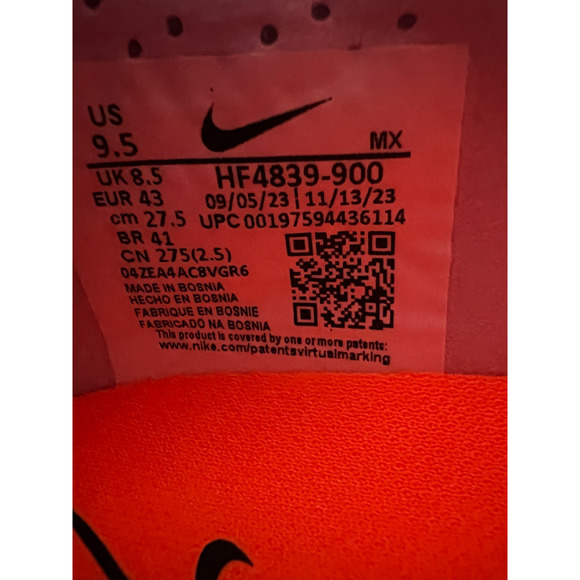 US
9.5 MX
UK 8.5 HF4839-900
EUR 43 09/05/23 | 11/13/23
cm 27.5 UPC 00197594436114
BR 41
CN 275(2.5)
04ZEA4AC8VGR6
MADE IN BOSNIA
HECHO EN BOSNIA
FABRIQUE EN BOSNIE
FABRICADO NA BOSNIA
This product is covered by one or more patents:
www.nike.com/patentsvirtualmarking